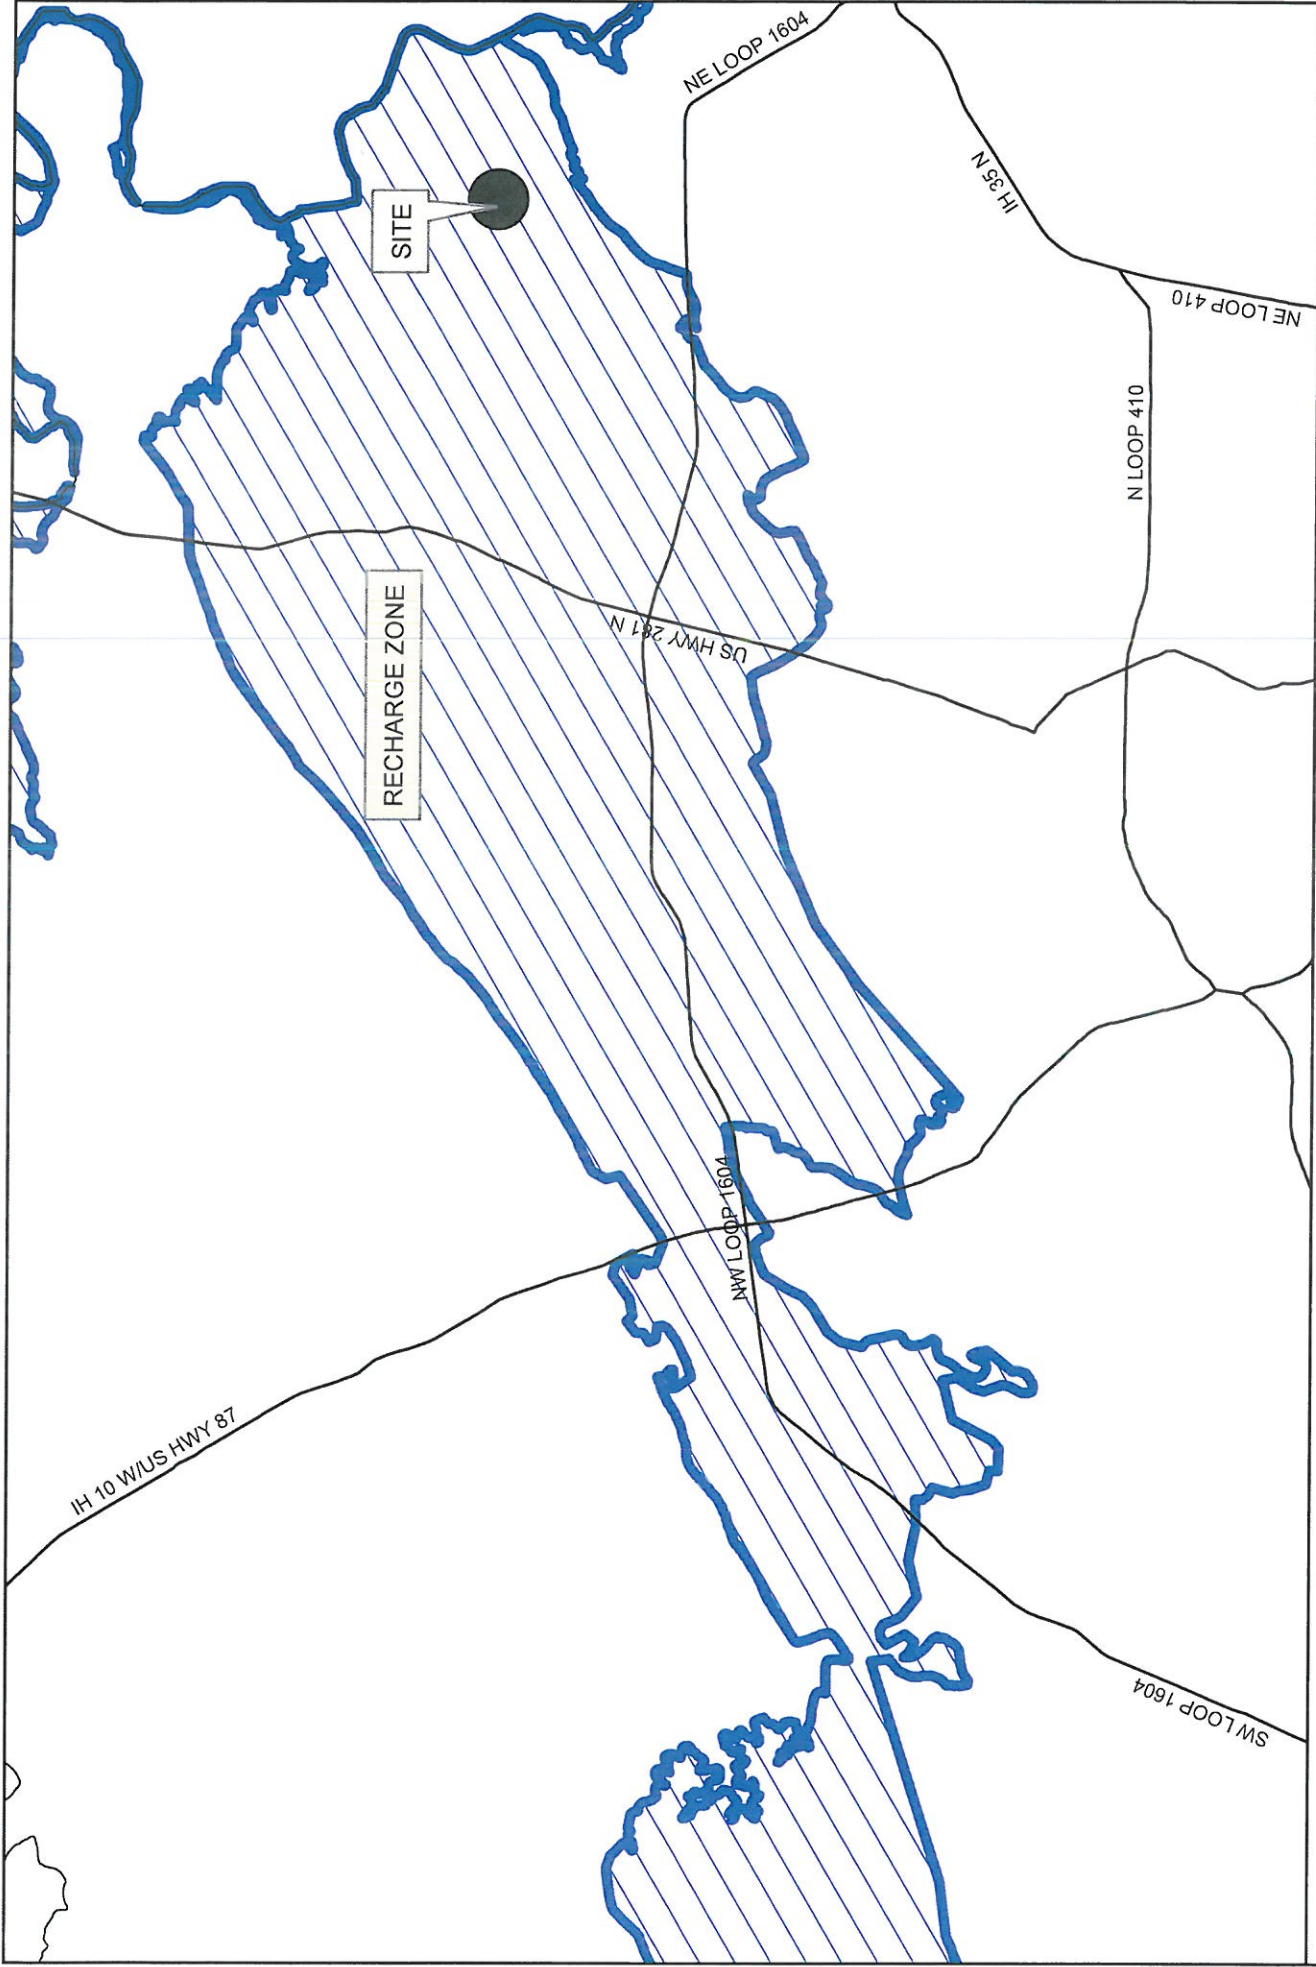 NE LOOP 1604
IH 35 N
NE LOOP 410
SITE
N LOOP 410
US HWY 281 N
RECHARGE ZONE
NW LOOP 1604
IH 10 W/US HWY 87
SW LOOP 1604